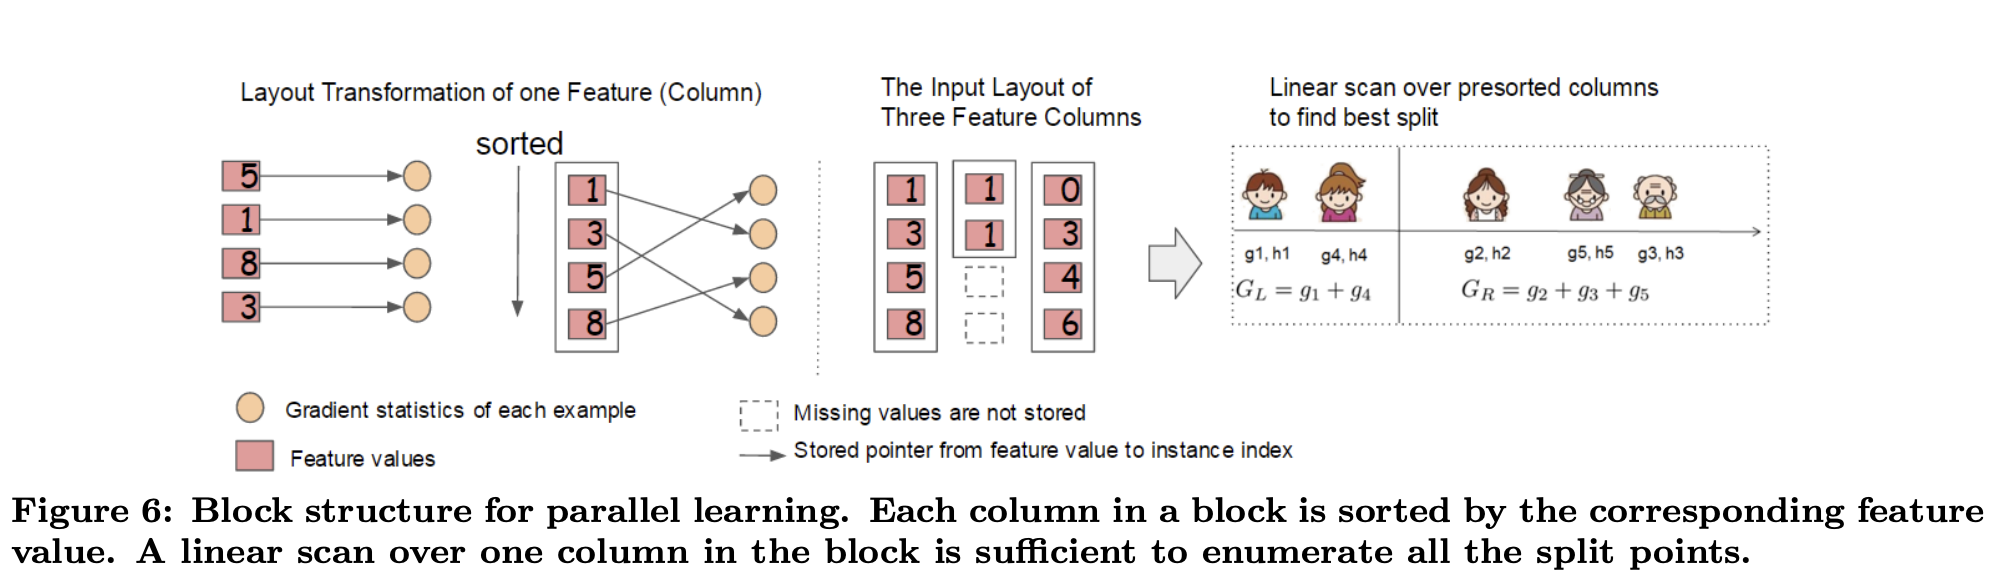 Layout Transformation of one Feature (Column)
sorted
5
1
8
3
1
3
5
8
The Input Layout of
Three Feature Columns
1
3
5
8
1
1
0
3
4
6
Linear scan over presorted columns
to find best split
g1, h1 g4, h4 g2, h2 g5, h5 g3, h3
G_L = g_1 + g_4 G_R = g_2 + g_3 + g_5
Gradient statistics of each example
Feature values
Missing values are not stored
Stored pointer from feature value to instance index
Figure 6: Block structure for parallel learning. Each column in a block is sorted by the corresponding feature
value. A linear scan over one column in the block is sufficient to enumerate all the split points.